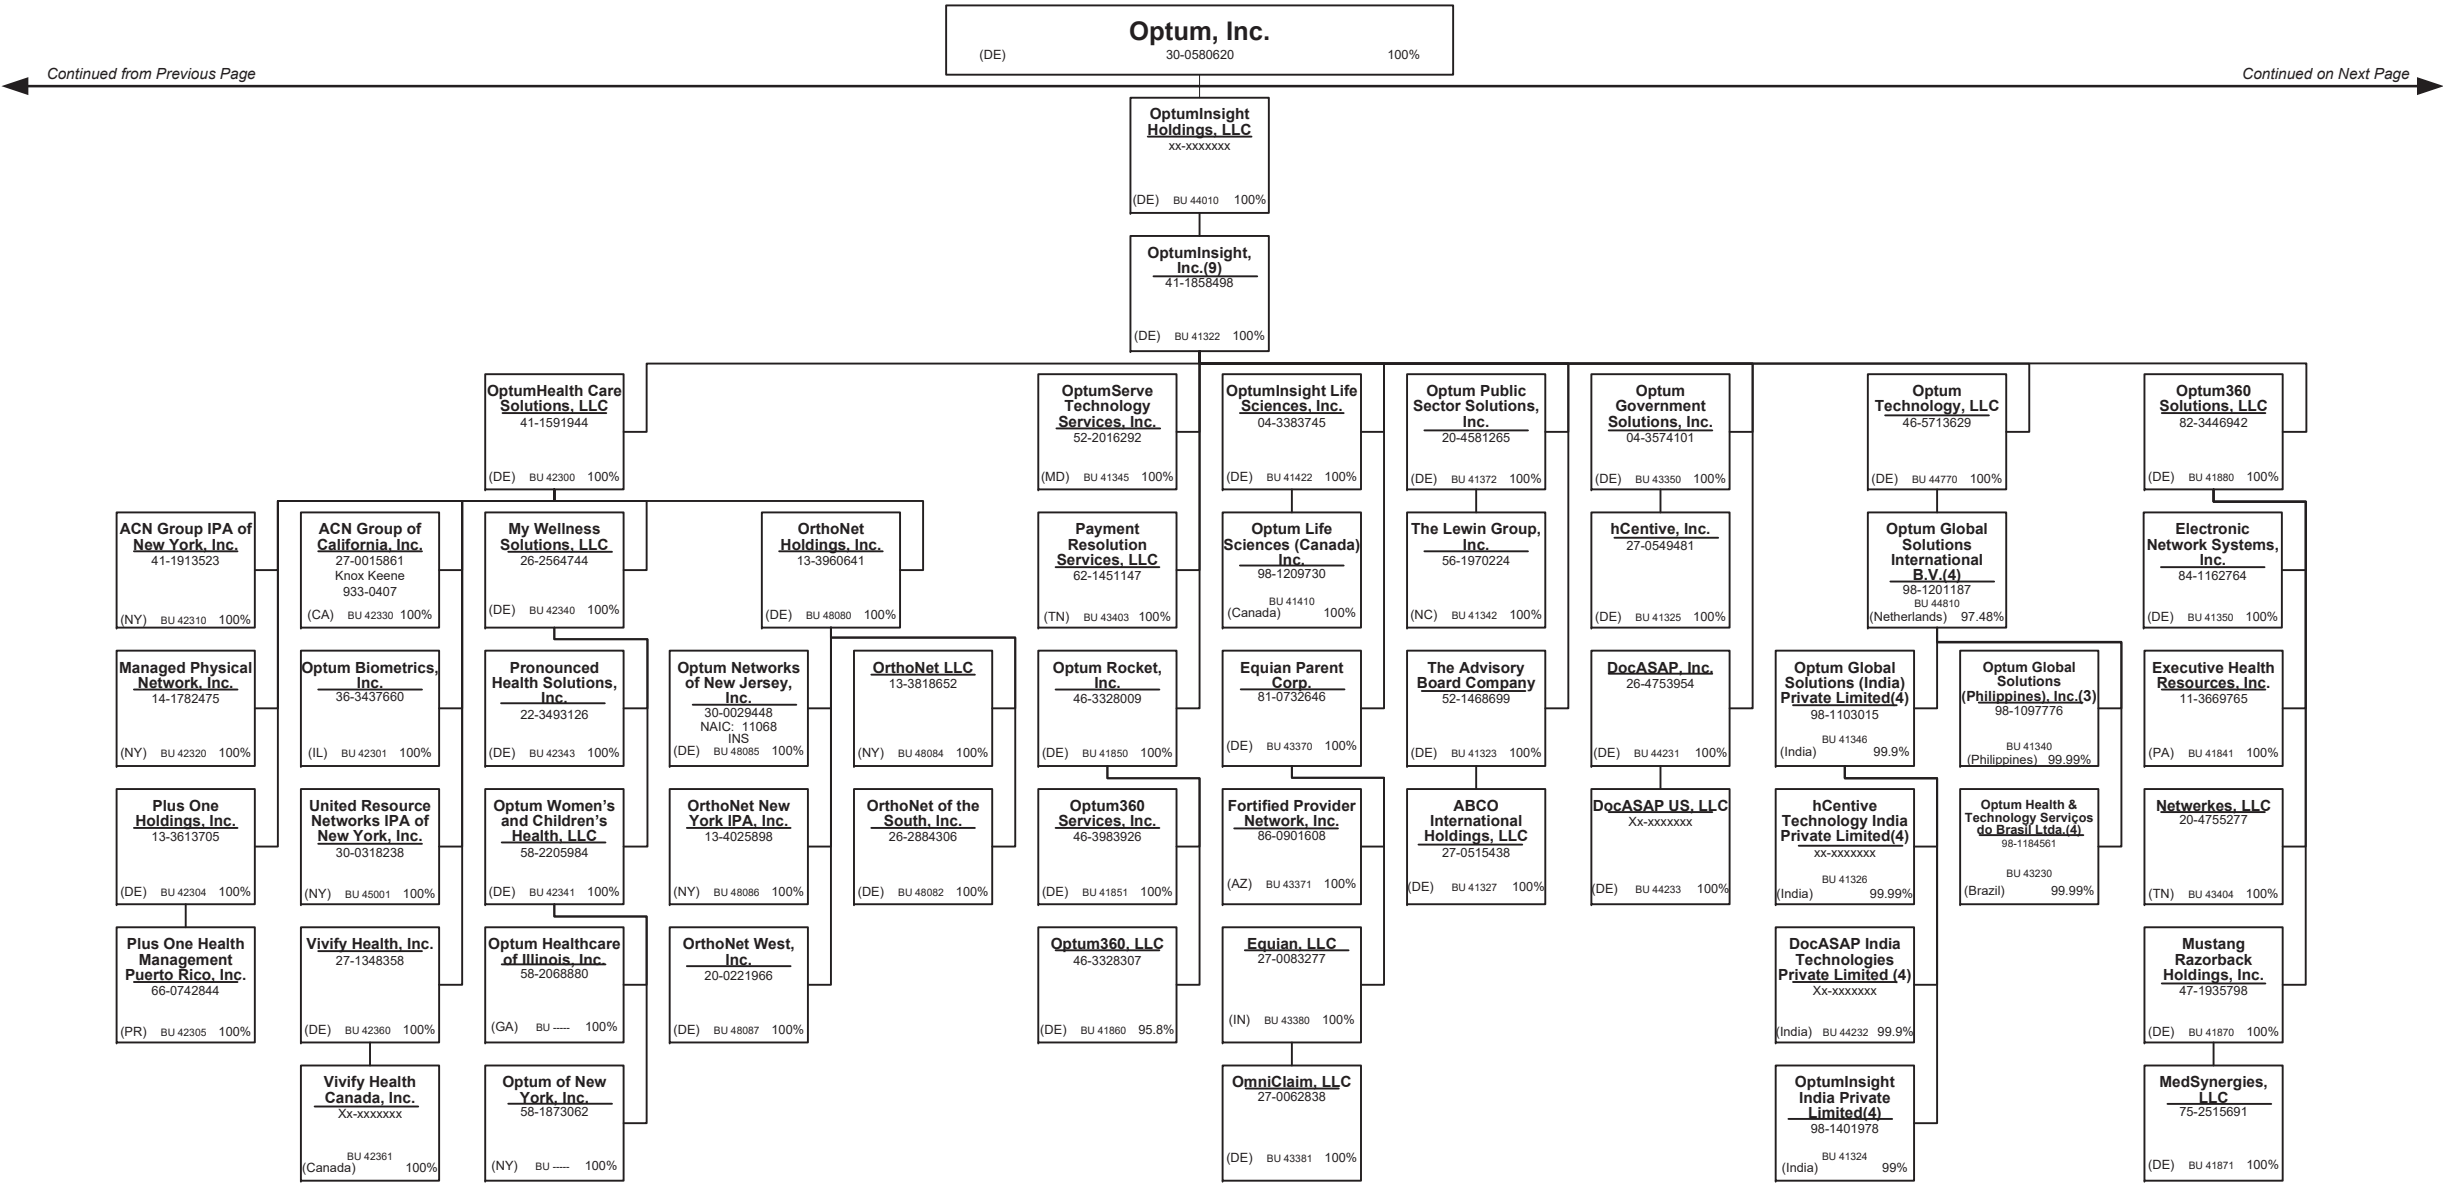 Optum, Inc.
(DE) 30-0580620 100%
Continued from Previous Page
Continued on Next Page
OptumInsight
Holdings, LLC
xx-xxxxxxx
(DE) BU 44010 100%
OptumInsight,
Inc.(9)
41-1858498
(DE) BU 41322 100%
OptumHealth Care
Solutions, LLC
41-1591944
(DE) BU 42300 100%
OptumServe
Technology
Services, Inc.
52-2016292
(MD) BU 41345 100%
OptumInsight Life
Sciences, Inc.
04-3383745
(DE) BU 41422 100%
Optum Public
Sector Solutions,
Inc.
20-4581265
(DE) BU 41372 100%
Optum
Government
Solutions, Inc.
04-3574101
(DE) BU 43350 100%
Optum
Technology, LLC
46-5713629
(DE) BU 44770 100%
Optum360
Solutions, LLC
82-3446942
(DE) BU 41880 100%
ACN Group IPA of
New York, Inc.
41-1913523
(NY) BU 42310 100%
ACN Group of
California, Inc.
27-0015861
Knox Keene
933-0407
(CA) BU 42330 100%
My Wellness
Solutions, LLC
26-2564744
(DE) BU 42340 100%
OrthoNet
Holdings, Inc.
13-3960641
(DE) BU 48080 100%
Payment
Resolution
Services, LLC
62-1451147
(TN) BU 43403 100%
Optum Life
Sciences (Canada)
Inc.
98-1209730
BU 41410
(Canada) 100%
The Lewin Group,
Inc.
56-1970224
(NC) BU 41342 100%
hCentive, Inc.
27-0549481
(DE) BU 41325 100%
Optum Global
Solutions
International
B.V.(4)
98-1201187
BU 44810
(Netherlands) 97.48%
Electronic
Network Systems,
Inc.
84-1162764
(DE) BU 41350 100%
Managed Physical
Network, Inc.
14-1782475
(NY) BU 42320 100%
Optum Biometrics,
Inc.
36-3437660
(IL) BU 42301 100%
Pronounced
Health Solutions,
Inc.
22-3493126
(DE) BU 42343 100%
Optum Networks
of New Jersey,
Inc.
30-0029448
NAIC: 11068
INS
(DE) BU 48085 100%
OrthoNet LLC
13-3818652
(NY) BU 48084 100%
Optum Rocket,
Inc.
46-3328009
(DE) BU 41850 100%
Equian Parent
Corp.
81-0732646
(DE) BU 43370 100%
The Advisory
Board Company
52-1468699
(DE) BU 41323 100%
DocASAP, Inc.
26-4753954
(DE) BU 44231 100%
Optum Global
Solutions (India)
Private Limited(4)
98-1103015
BU 41346
(India) 99.9%
Optum Global
Solutions
(Philippines), Inc.(3)
98-1097776
BU 41340
(Philippines) 99.99%
Executive Health
Resources, Inc.
11-3669765
(PA) BU 41841 100%
Plus One
Holdings, Inc.
13-3613705
(DE) BU 42304 100%
United Resource
Networks IPA of
New York, Inc.
30-0318238
(NY) BU 45001 100%
Optum Women's
and Children's
Health, LLC
58-2205984
(DE) BU 42341 100%
OrthoNet New
York IPA, Inc.
13-4025898
(NY) BU 48086 100%
OrthoNet of the
South, Inc.
26-2884306
(DE) BU 48082 100%
Optum360
Services, Inc.
46-3983926
(DE) BU 41851 100%
Fortified Provider
Network, Inc.
86-0901608
(AZ) BU 43371 100%
ABCO
International
Holdings, LLC
27-0515438
(DE) BU 41327 100%
DocASAP US, LLC
Xx-xxxxxxx
(DE) BU 44233 100%
hCentive
Technology India
Private Limited(4)
xx-xxxxxxx
BU 41326
(India) 99.99%
Optum Health &
Technology Serviços
do Brasil Ltda.(4)
98-1184561
BU 43230
(Brazil) 99.99%
Netwerkes, LLC
20-4755277
(TN) BU 43404 100%
Plus One Health
Management
Puerto Rico, Inc.
66-0742844
(PR) BU 42305 100%
Vivify Health, Inc.
27-1348358
(DE) BU 42360 100%
Optum Healthcare
of Illinois, Inc.
58-2068880
(GA) BU ----- 100%
OrthoNet West,
Inc.
20-0221966
(DE) BU 48087 100%
Optum360, LLC
46-3328307
(DE) BU 41860 95.8%
Equian, LLC
27-0083277
(IN) BU 43380 100%
DocASAP India
Technologies
Private Limited (4)
Xx-xxxxxxx
(India) BU 44232 99.9%
Mustang
Razorback
Holdings, Inc.
47-1935798
(DE) BU 41870 100%
Vivify Health
Canada, Inc.
Xx-xxxxxxx
BU 42361
(Canada) 100%
Optum of New
York, Inc.
58-1873062
(NY) BU ----- 100%
OmniClaim, LLC
27-0062838
(DE) BU 43381 100%
OptumInsight
India Private
Limited(4)
98-1401978
BU 41324
(India) 99%
MedSynergies,
LLC
75-2515691
(DE) BU 41871 100%